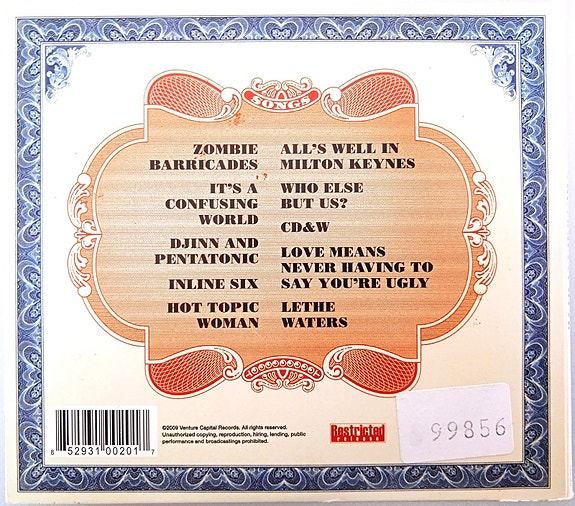 SONGS
ZOMBIE
BARRICADES
IT'S A
CONFUSING
WORLD
DJINN AND
PENTATONIC
INLINE SIX
HOT TOPIC
WOMAN
ALL'S WELL IN
MILTON KEYNES
WHO ELSE
BUT US?
CD&W
LOVE MEANS
NEVER HAVING TO
SAY YOU'RE UGLY
LETHE
WATERS
8 52931 00201 7
©2009 Venture Capital Records. All rights reserved.
Unauthorized copying, reproduction, hiring, lending, public
performance and broadcastings prohibited.
Restricted
release
99856